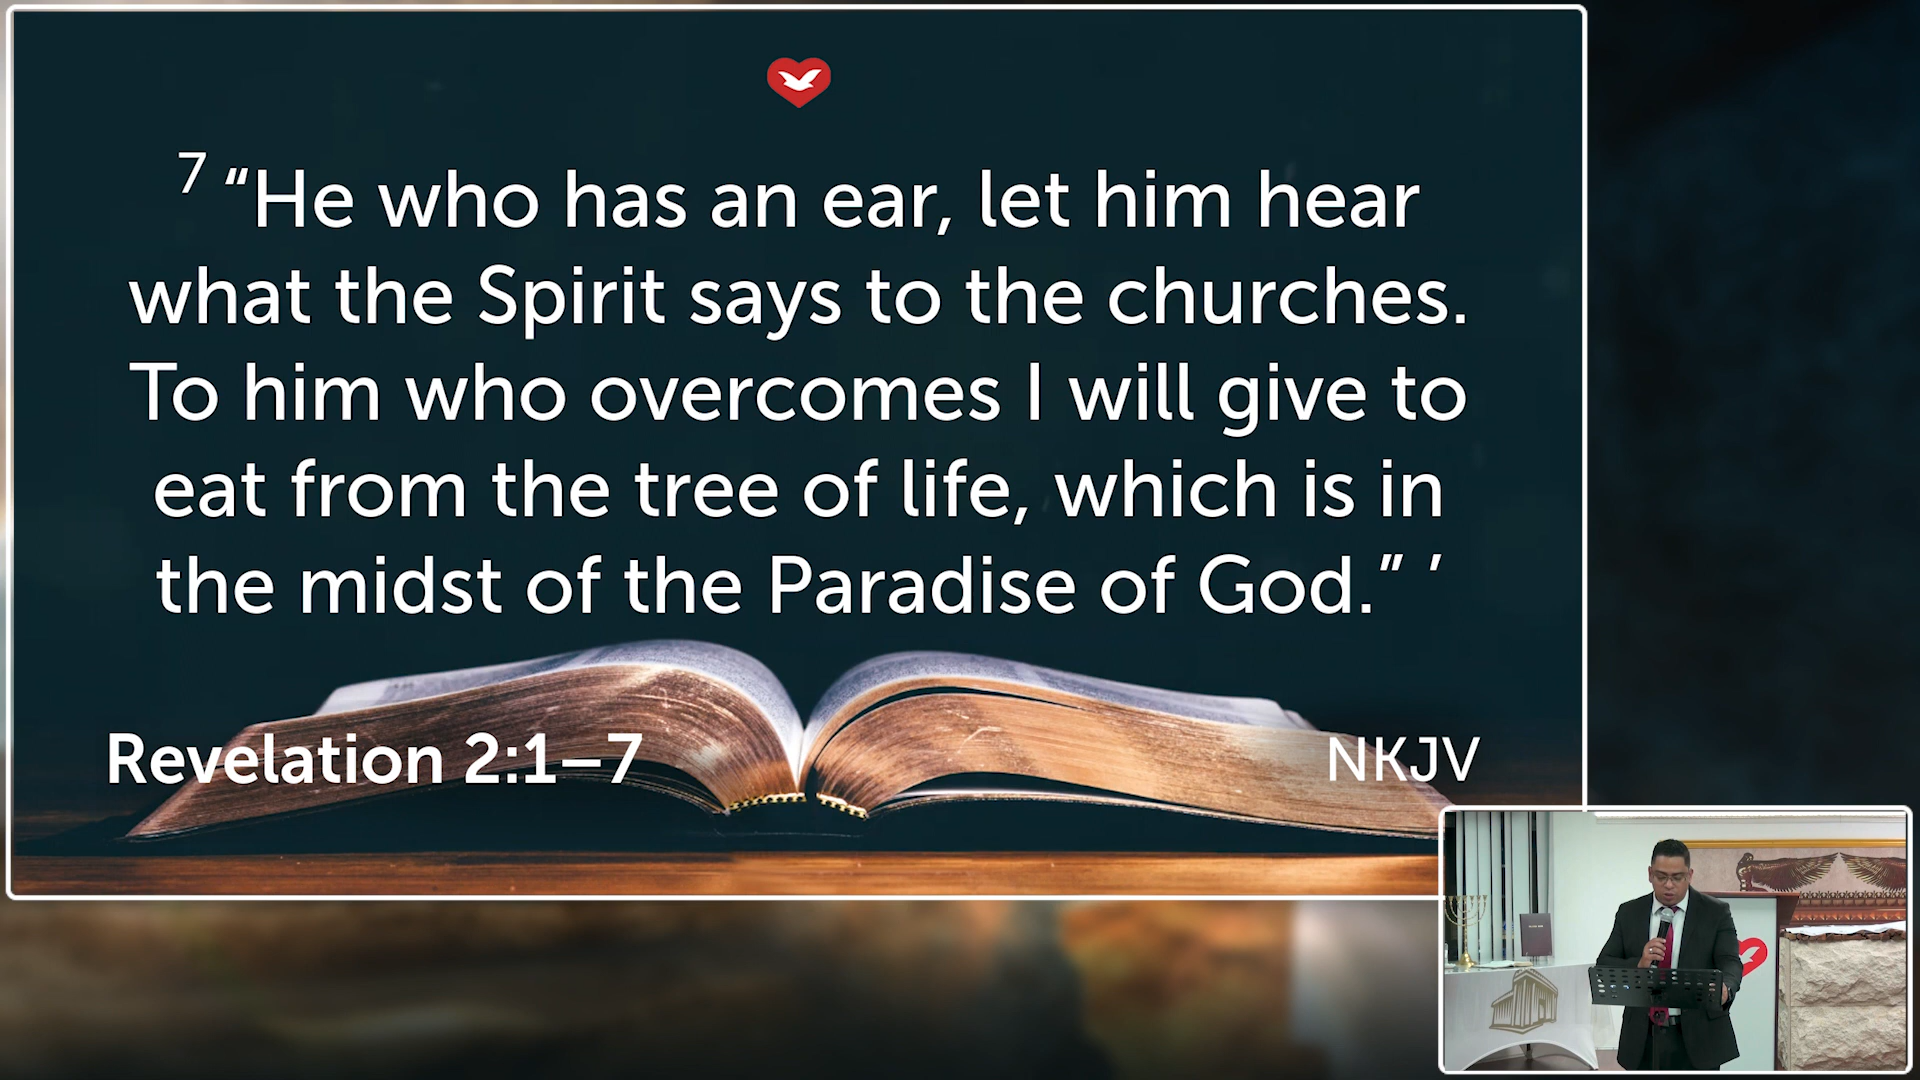 7 “He who has an ear, let him hear
what the Spirit says to the churches.
To him who overcomes I will give to
eat from the tree of life, which is in
the midst of the Paradise of God.” ’
Revelation 2:1–7
NKJV